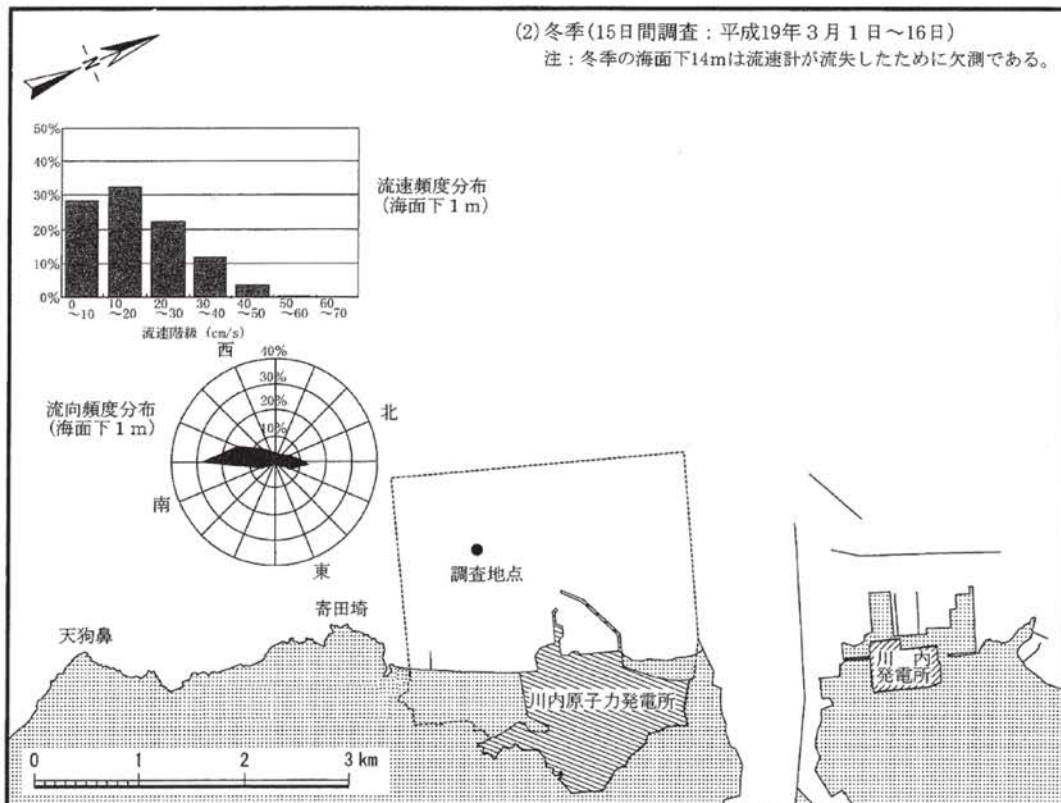 (2)冬季(15日間調査：平成19年3月1日～16日)
注：冬季の海面下14mは流速計が流失したために欠測である。
N
50%
40%
30%
20%
10%
0%
0～10
10～20
20～30
30～40
40～50
50～60
60～70
流速階級 (cm/s)
流速頻度分布
(海面下1m)
西
40%
30%
20%
10%
北
流向頻度分布
(海面下1m)
南
東
調査地点
寄田埼
天狗鼻
川内
発電所
川内原子力発電所
0 1 2 3 km